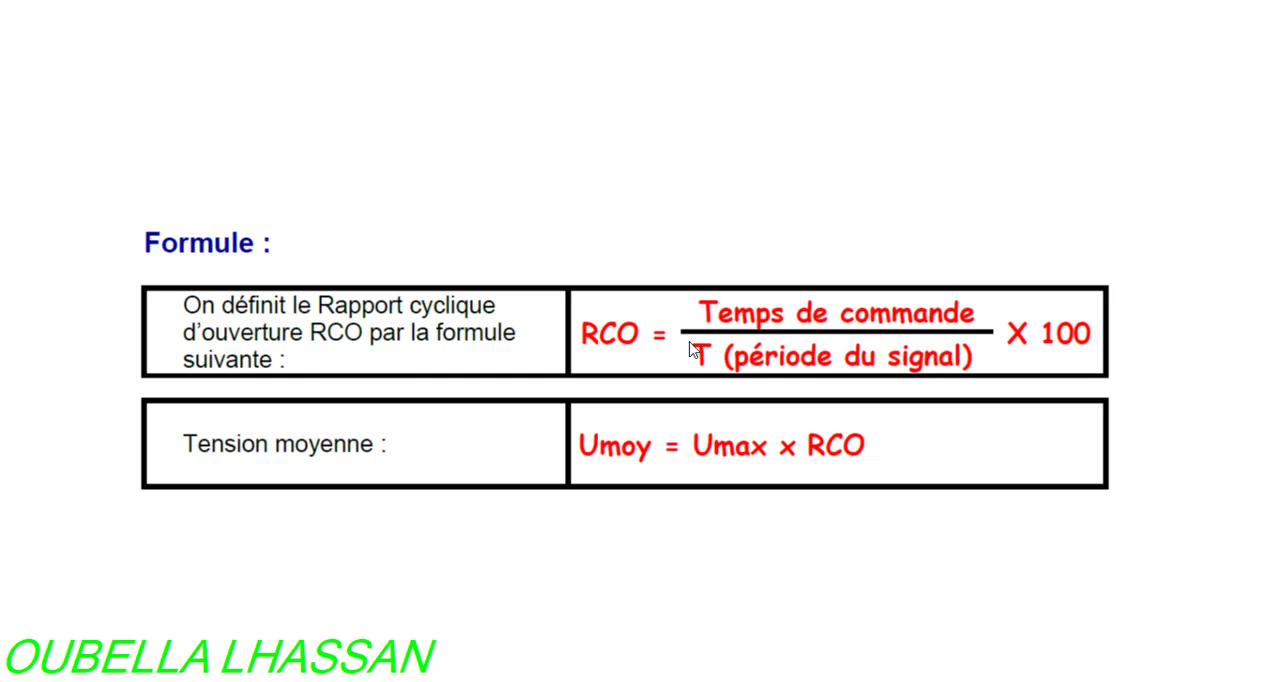 Formule :
On définit le Rapport cyclique
d'ouverture RCO par la formule
suivante :
RCO =
Temps de commande
T (période du signal)
X 100
Tension moyenne :
Umoy = Umax x RCO
OUBELLA LHASSAN